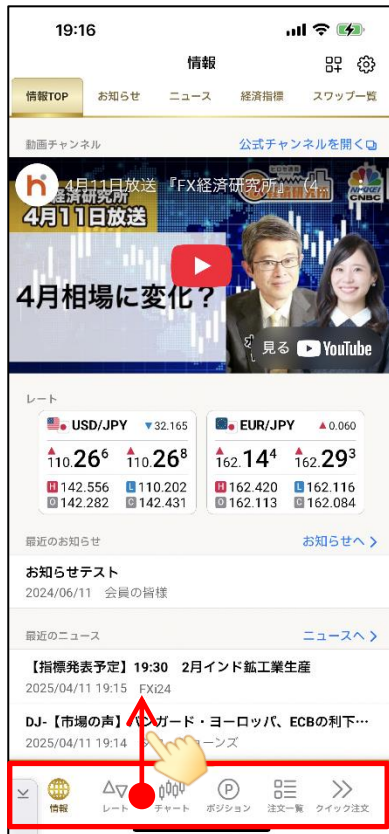 19:16
情報
情報TOP お知らせ ニュース 経済指標 スワップ一覧
動画チャンネル 公式チャンネルを開く
h 4月11日放送 『FX経済研究所』 (4...
経済研究所
4月11日放送
NIKKEI
CNBC
4月相場に変化?
見る YouTube
レート
USD/JPY ▼32.165 EUR/JPY ▲0.060
110.26⁶ 110.26⁸ 162.14⁴ 162.29³
H 142.556 L 110.202 H 162.420 L 162.116
O 142.282 C 142.431 O 162.113 C 162.084
最近のお知らせ お知らせへ
お知らせテスト
2024/06/11 会員の皆様
最近のニュース ニュースへ
【指標発表予定】19:30 2月インド鉱工業生産
2025/04/11 19:15 FXi24
DJ-【市場の声】バンガード・ヨーロッパ、ECBの利下…
2025/04/11 19:14 ーンズ
情報 レート チャート ポジション 注文一覧 クイック注文